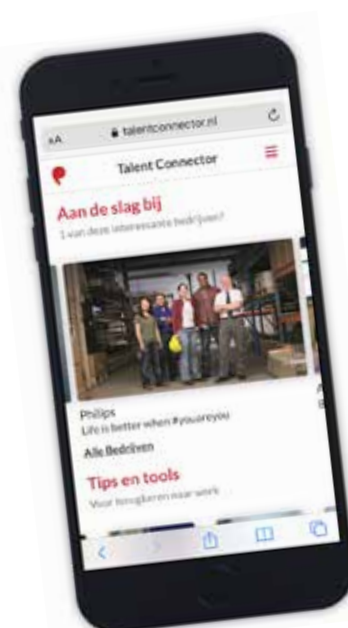 AA talentconnector.nl
Talent Connector
Aan de slag bij
1 van deze interessante bedrijven?
Philips
Life is better when #youareyou
Alle Bedrijven
Tips en tools
Voor terugkeren naar werk